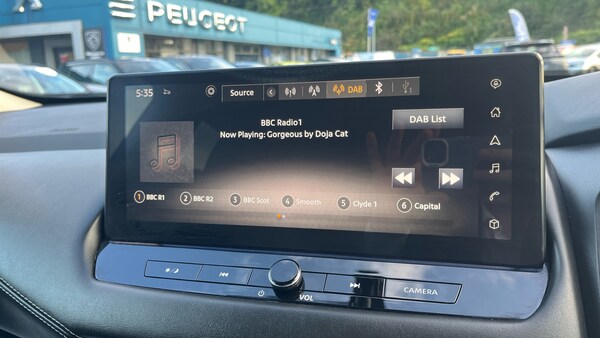 PEUGEOT
5:35
Source
DAB
BBC Radio1
Now Playing: Gorgeous by Doja Cat
DAB List
1 BBC R1
2 BBC R2
3 BBC Scot
4 Smooth
5 Clyde 1
6 Capital
VOL
CAMERA